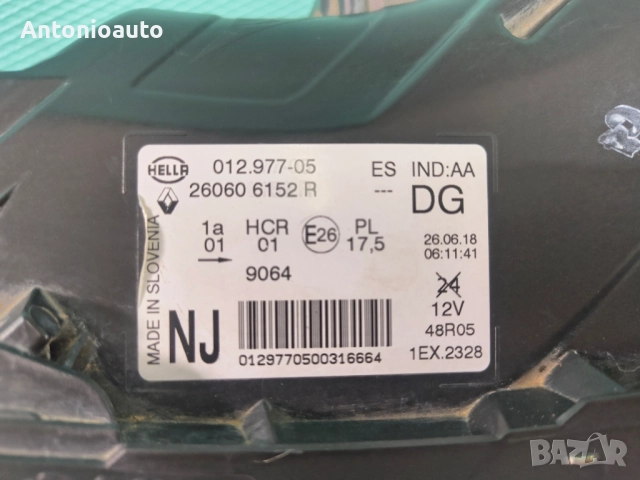 Antonioauto
HELLA
012.977-05
ES
IND:AA
26060 6152 R
---
DG
1a
01
HCR
01
E26
PL
17,5
26.06.18
06:11:41
9064
24
12V
48R05
1EX.2328
MADE IN SLOVENIA
NJ
0129770500316664
BAZAR
bg